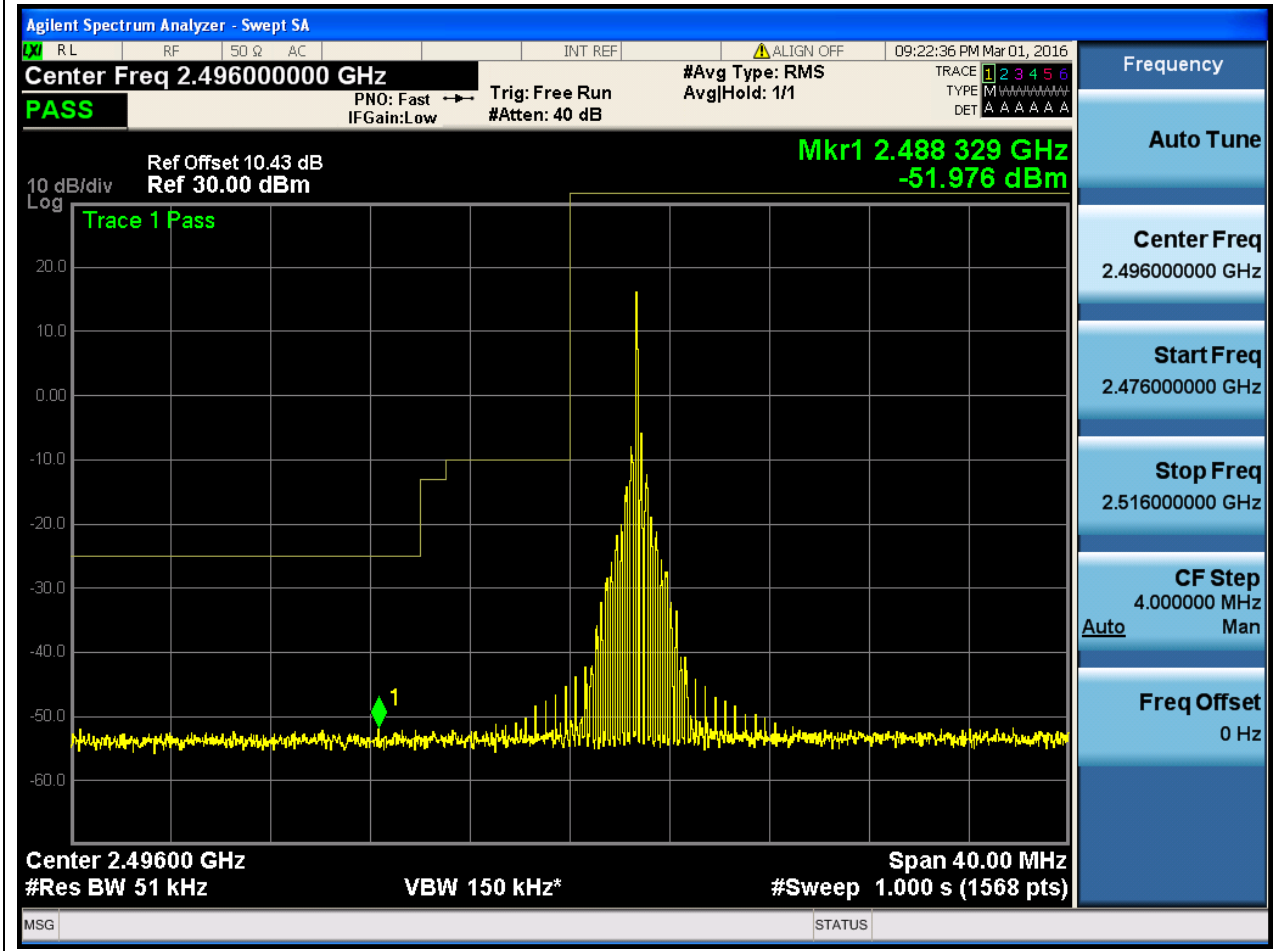 Agilent Spectrum Analyzer - Swept SA
LXI RL RF 50 Ω AC INT REF ALIGN OFF 09:22:36 PM Mar 01, 2016
Center Freq 2.496000000 GHz
PASS
PNO: Fast
IFGain:Low
Trig: Free Run
#Atten: 40 dB
#Avg Type: RMS
Avg|Hold: 1/1
TRACE 1 2 3 4 5 6
TYPE M
DET A A A A A A
Mkr1 2.488 329 GHz
-51.976 dBm
Ref Offset 10.43 dB
10 dB/div Ref 30.00 dBm
Log
Trace 1 Pass
20.0
10.0
0.00
-10.0
-20.0
-30.0
-40.0
-50.0
-60.0
1
Center 2.49600 GHz Span 40.00 MHz
#Res BW 51 kHz VBW 150 kHz* #Sweep 1.000 s (1568 pts)
MSG STATUS
Frequency
Auto Tune
Center Freq
2.496000000 GHz
Start Freq
2.476000000 GHz
Stop Freq
2.516000000 GHz
CF Step
4.000000 MHz
Auto Man
Freq Offset
0 Hz